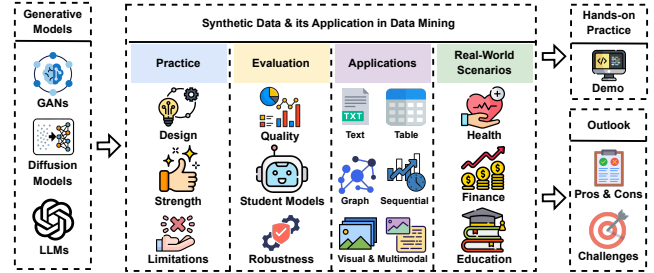 Generative
Models
GANs
Diffusion
Models
LLMs
Synthetic Data & its Application in Data Mining
Practice
Design
Strength
Limitations
Evaluation
Quality
Student Models
Robustness
Applications
TXT
Text
Table
Graph
Sequential
Visual & Multimodal
Real-World
Scenarios
Health
Finance
Education
Hands-on
Practice
Demo
Outlook
Pros & Cons
Challenges